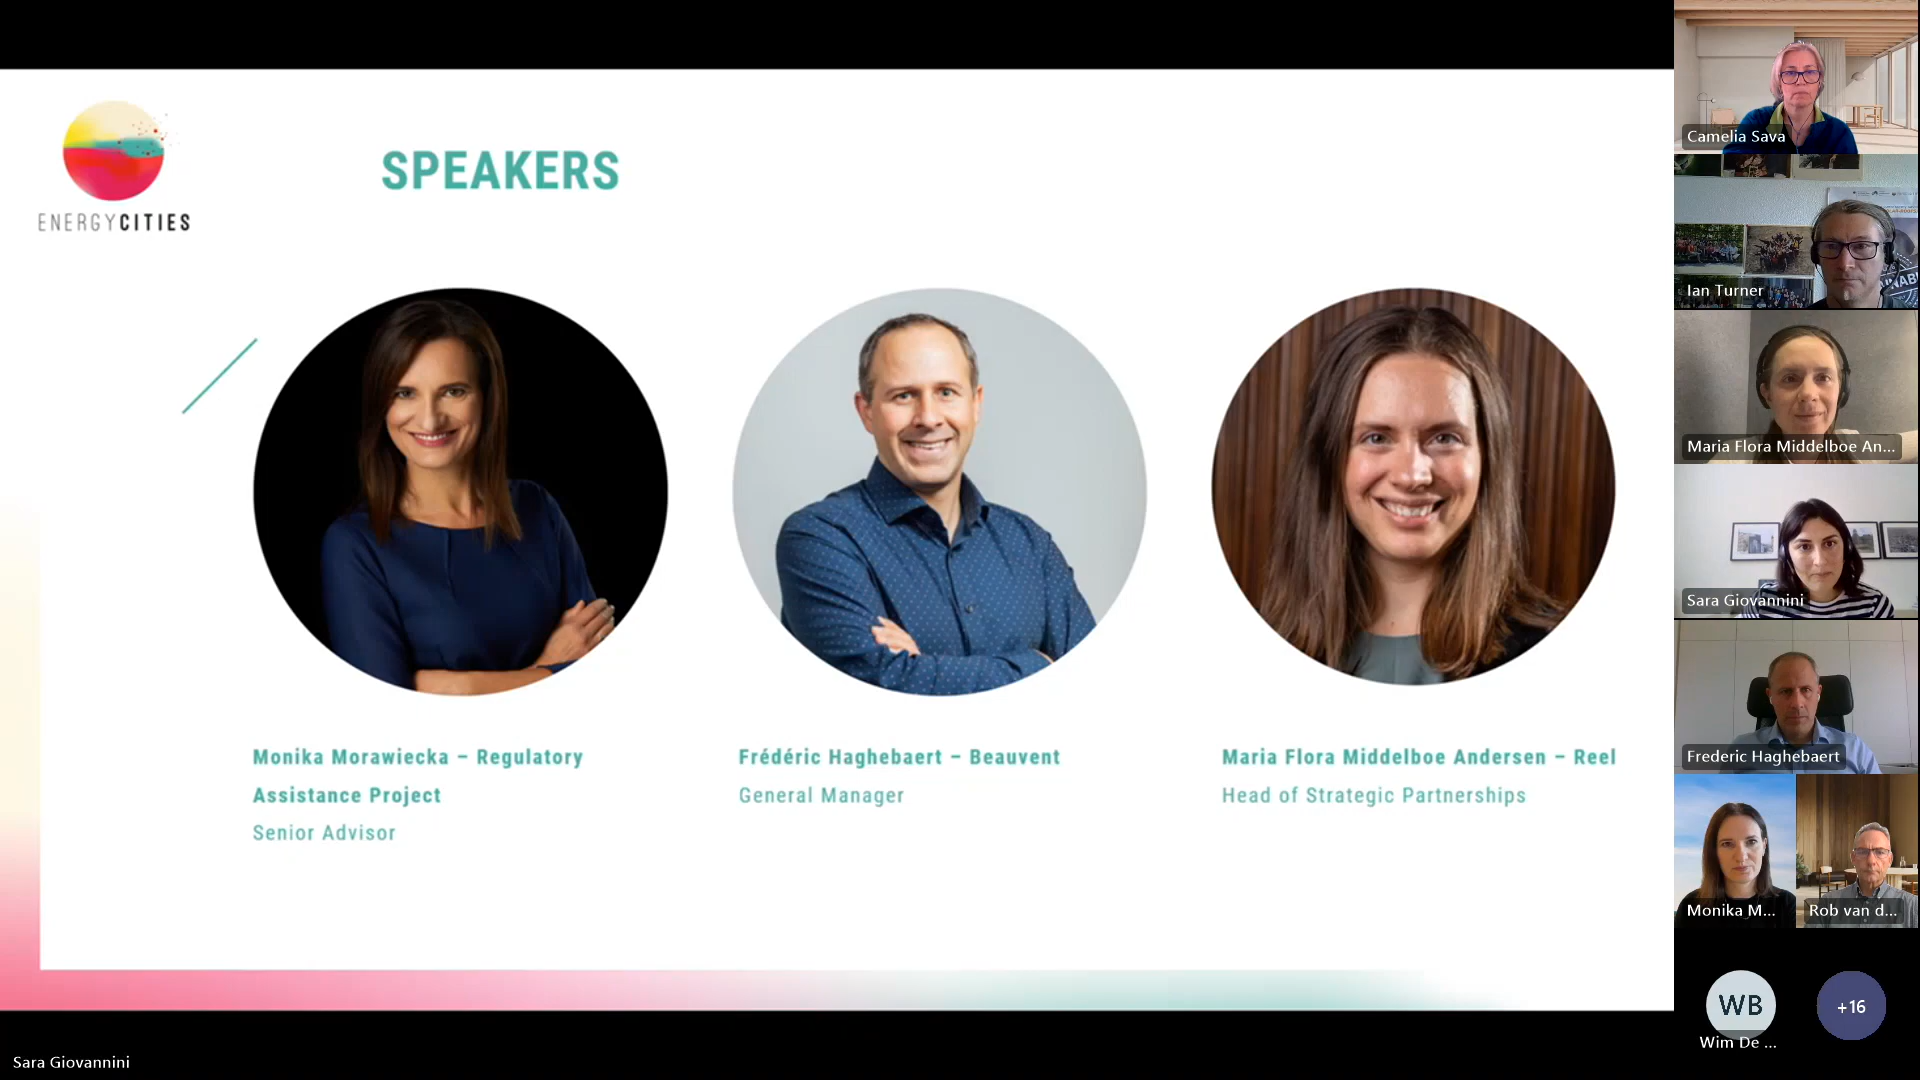 ENERGYCITIES
SPEAKERS
Monika Morawiecka – Regulatory
Assistance Project
Senior Advisor
Frédéric Haghebaert – Beauvent
General Manager
Maria Flora Middelboe Andersen – Reel
Head of Strategic Partnerships
Camelia Sava
Ian Turner
Maria Flora Middelboe An...
Sara Giovannini
Frederic Haghebaert
Monika M...
Rob van d...
WB
Wim De ...
+16
Sara Giovannini